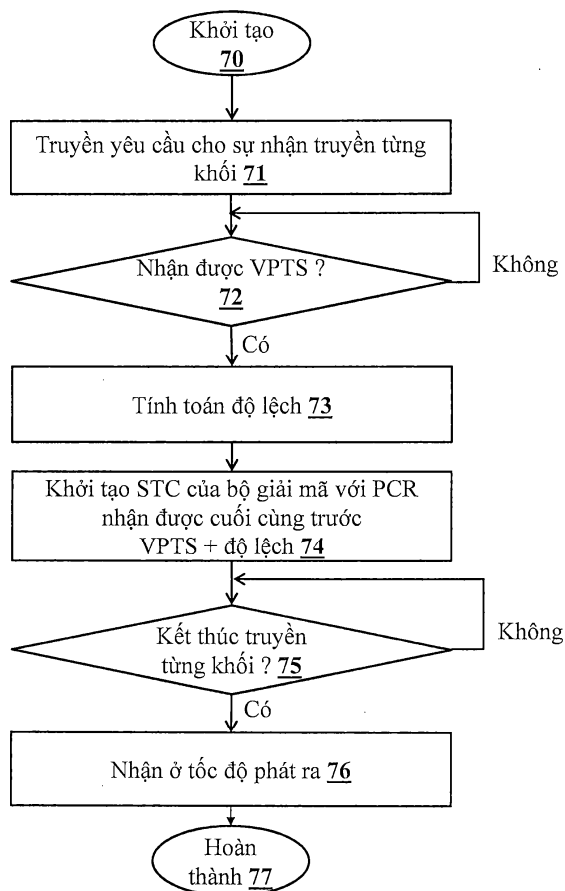 Khởi tạo
70
Truyền yêu cầu cho sự nhận truyền từng
khối 71
Nhận được VPTS ?
72
Không
Có
Tính toán độ lệch 73
Khởi tạo STC của bộ giải mã với PCR
nhận được cuối cùng trước
VPTS + độ lệch 74
Kết thúc truyền
từng khối ? 75
Không
Có
Nhận ở tốc độ phát ra 76
Hoàn
thành 77